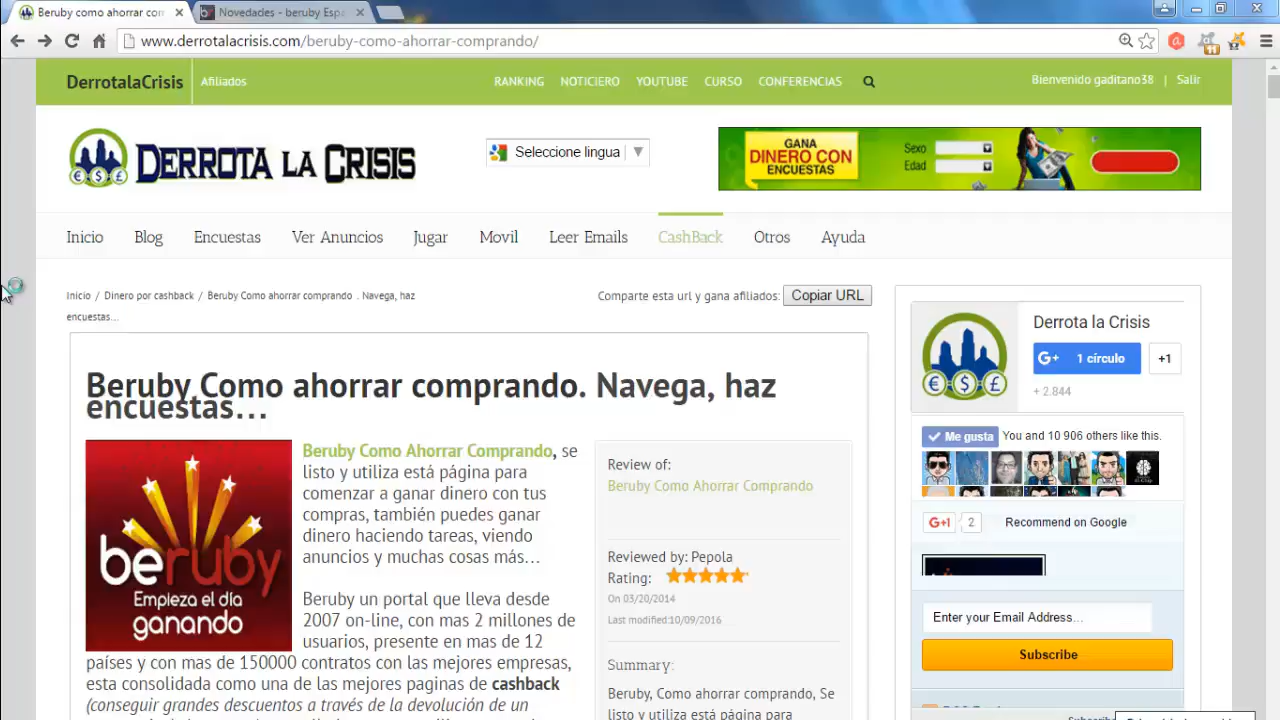 Beruby como ahorrar com
Novedades - beruby Espa
www.derrotalacrisis.com/beruby-como-ahorrar-comprando/
11
DerrotalaCrisis
Afiliados
RANKING NOTICIERO YOUTUBE CURSO CONFERENCIAS
Bienvenido gaditano38 | Salir
DERROTA LA CRISIS
€ $ £
Seleccione lingua
GANA
DINERO CON
ENCUESTAS
Sexo
Edad
Inicio Blog Encuestas Ver Anuncios Jugar Movil Leer Emails CashBack Otros Ayuda
Inicio / Dinero por cashback / Beruby Como ahorrar comprando . Navega, haz
encuestas...
Comparte esta url y gana afiliados: Copiar URL
Beruby Como ahorrar comprando. Navega, haz
encuestas...
beruby
Empieza el día
ganando
Beruby Como Ahorrar Comprando, se
listo y utiliza está página para
comenzar a ganar dinero con tus
compras, también puedes ganar
dinero haciendo tareas, viendo
anuncios y muchas cosas más...
Beruby un portal que lleva desde
2007 on-line, con mas 2 millones de
usuarios, presente en mas de 12
países y con mas de 150000 contratos con las mejores empresas,
esta consolidada como una de las mejores paginas de cashback
(conseguir grandes descuentos a través de la devolución de un
Review of:
Beruby Como Ahorrar Comprando
Reviewed by: Pepola
Rating:
On 03/20/2014
Last modified:10/09/2016
Summary:
Beruby, Como ahorrar comprando, Se
listo y utiliza está página para
€ $ £
Derrota la Crisis
G+ 1 círculo
+1
+ 2.844
Me gusta
You and 10 906 others like this.
G+1 2 Recommend on Google
Enter your Email Address...
Subscribe